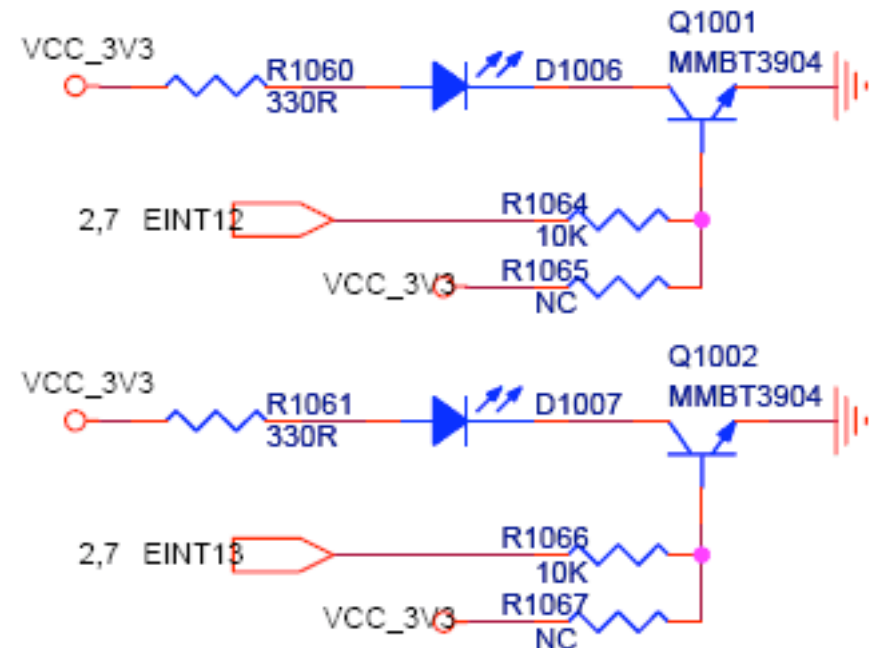 Q1001
VCC_3V3
R1060
D1006
MMBT3904
330R
R1064
2,7 EINT12
10K
R1065
VCC_3V3
NC
Q1002
VCC_3V3
R1061
D1007
MMBT3904
330R
R1066
2,7 EINT13
10K
R1067
VCC_3V3
NC